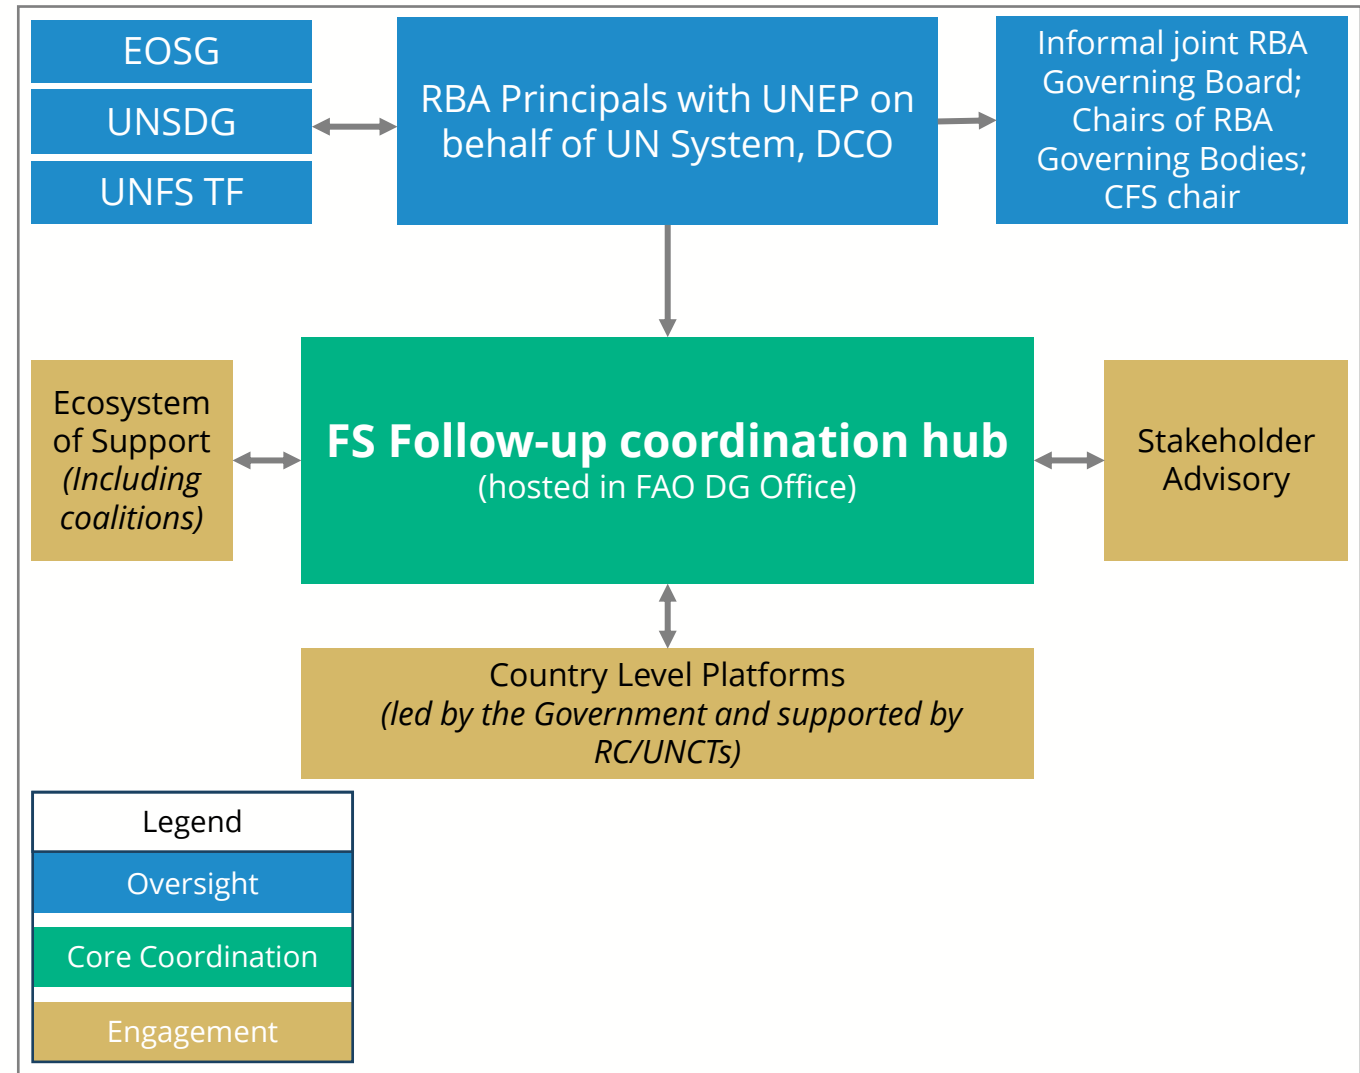 EOSG
UNSDG
UNFS TF
RBA Principals with UNEP on
behalf of UN System, DCO
Informal joint RBA
Governing Board;
Chairs of RBA
Governing Bodies;
CFS chair
Ecosystem
of Support
(Including
coalitions)
FS Follow-up coordination hub
(hosted in FAO DG Office)
Stakeholder
Advisory
Country Level Platforms
(led by the Government and supported by
RC/UNCTs)
Legend
Oversight
Core Coordination
Engagement